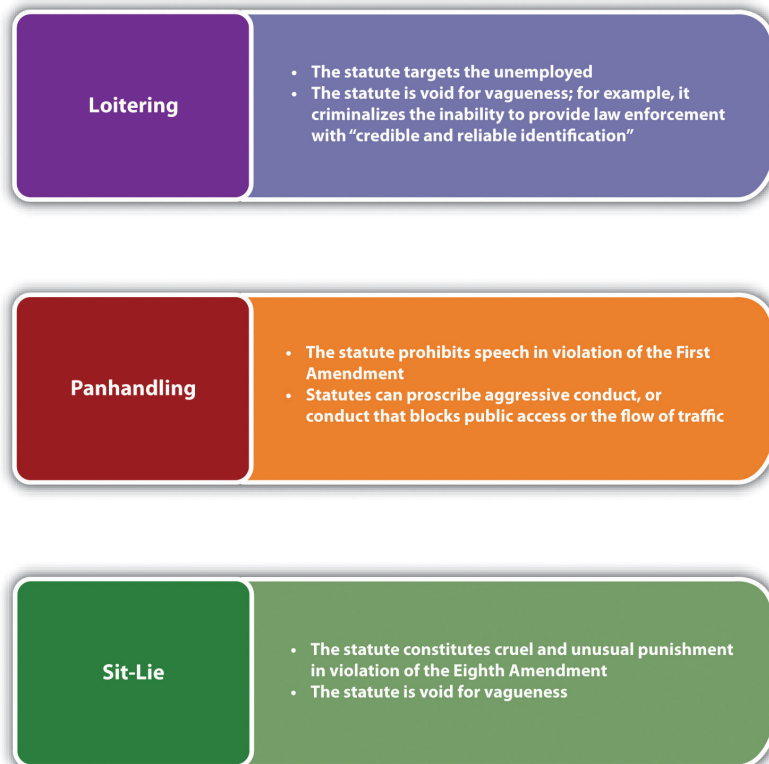 Loitering
• The statute targets the unemployed
• The statute is void for vagueness; for example, it
criminalizes the inability to provide law enforcement
with “credible and reliable identification”
Panhandling
• The statute prohibits speech in violation of the First
Amendment
• Statutes can proscribe aggressive conduct, or
conduct that blocks public access or the flow of traffic
Sit-Lie
• The statute constitutes cruel and unusual punishment
in violation of the Eighth Amendment
• The statute is void for vagueness